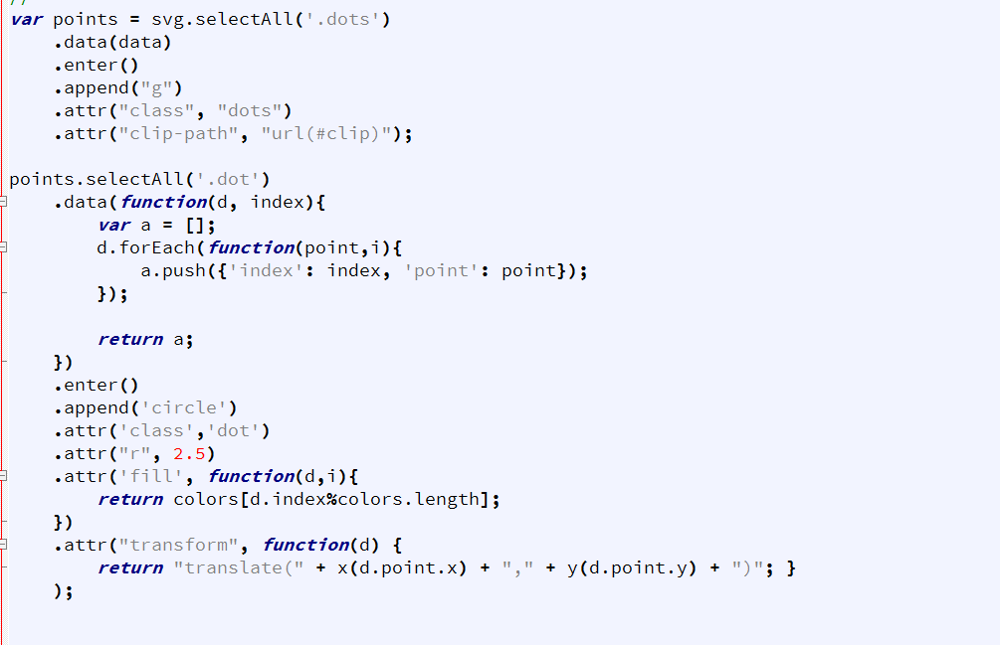 var points = svg.selectAll('.dots')
    .data(data)
    .enter()
    .append("g")
    .attr("class", "dots")
    .attr("clip-path", "url(#clip)");

points.selectAll('.dot')
    .data(function(d, index){
        var a = [];
        d.forEach(function(point,i){
            a.push({'index': index, 'point': point});
        });

        return a;
    })
    .enter()
    .append('circle')
    .attr('class','dot')
    .attr("r", 2.5)
    .attr('fill', function(d,i){
        return colors[d.index%colors.length];
    })
    .attr("transform", function(d) {
        return "translate(" + x(d.point.x) + "," + y(d.point.y) + ")"; }
    );